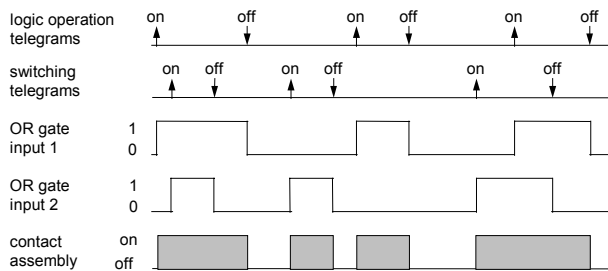 on off on off on off
logic operation
telegrams
on off on off on off
switching
telegrams
OR gate 1
input 1 0
OR gate 1
input 2 0
contact on
assembly off